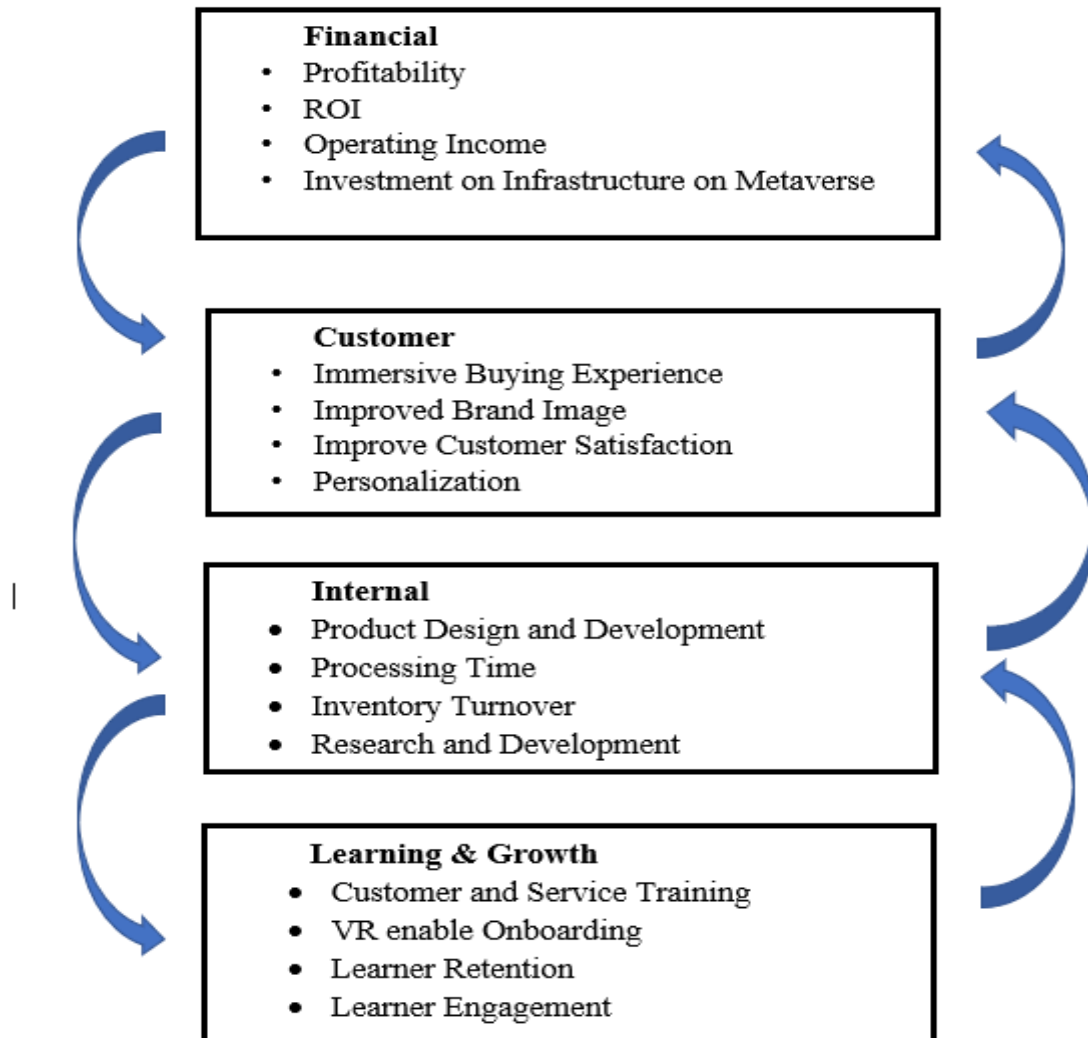 Financial
• Profitability
• ROI
• Operating Income
• Investment on Infrastructure on Metaverse
Customer
• Immersive Buying Experience
• Improved Brand Image
• Improve Customer Satisfaction
• Personalization
Internal
• Product Design and Development
• Processing Time
• Inventory Turnover
• Research and Development
Learning & Growth
• Customer and Service Training
• VR enable Onboarding
• Learner Retention
• Learner Engagement